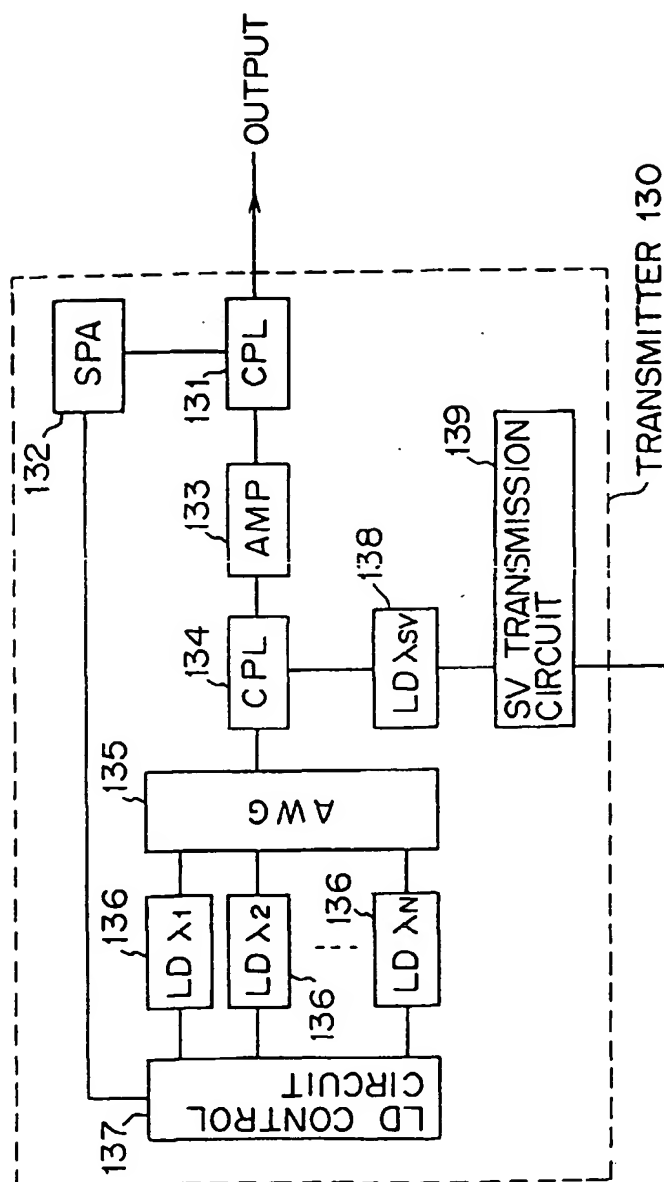 132
SPA
OUTPUT
137
LD CONTROL
CIRCUIT
136
LD λ1
LD λ2
136
136
LD λN
135
AWG
134
CPL
133
AMP
131
CPL
138
LD λSV
139
SV TRANSMISSION
CIRCUIT
TRANSMITTER 130